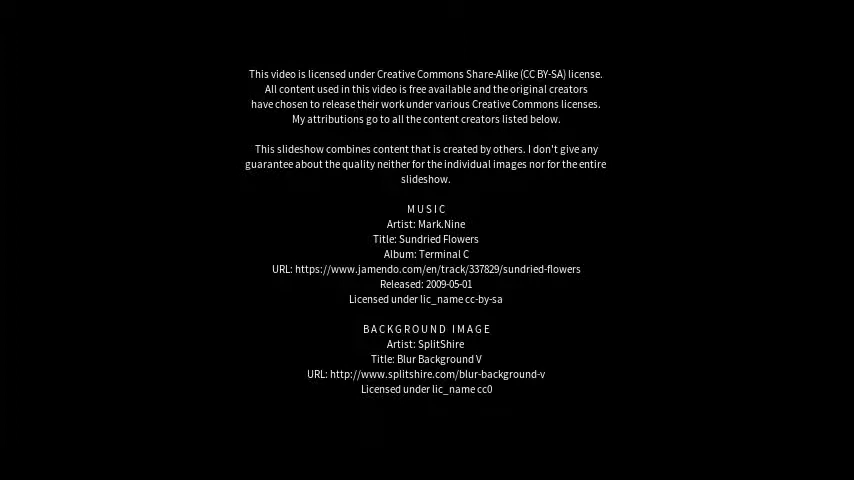 This video is licensed under Creative Commons Share-Alike (CC BY-SA) license.
All content used in this video is free available and the original creators
have chosen to release their work under various Creative Commons licenses.
My attributions go to all the content creators listed below.
This slideshow combines content that is created by others. I don't give any
guarantee about the quality neither for the individual images nor for the entire
slideshow.
MUSIC
Artist: Mark.Nine
Title: Sundried Flowers
Album: Terminal C
URL: https://www.jamendo.com/en/track/337829/sundried-flowers
Released: 2009-05-01
Licensed under lic_name cc-by-sa
BACKGROUND IMAGE
Artist: SplitShire
Title: Blur Background V
URL: http://www.splitshire.com/blur-background-v
Licensed under lic_name cc0